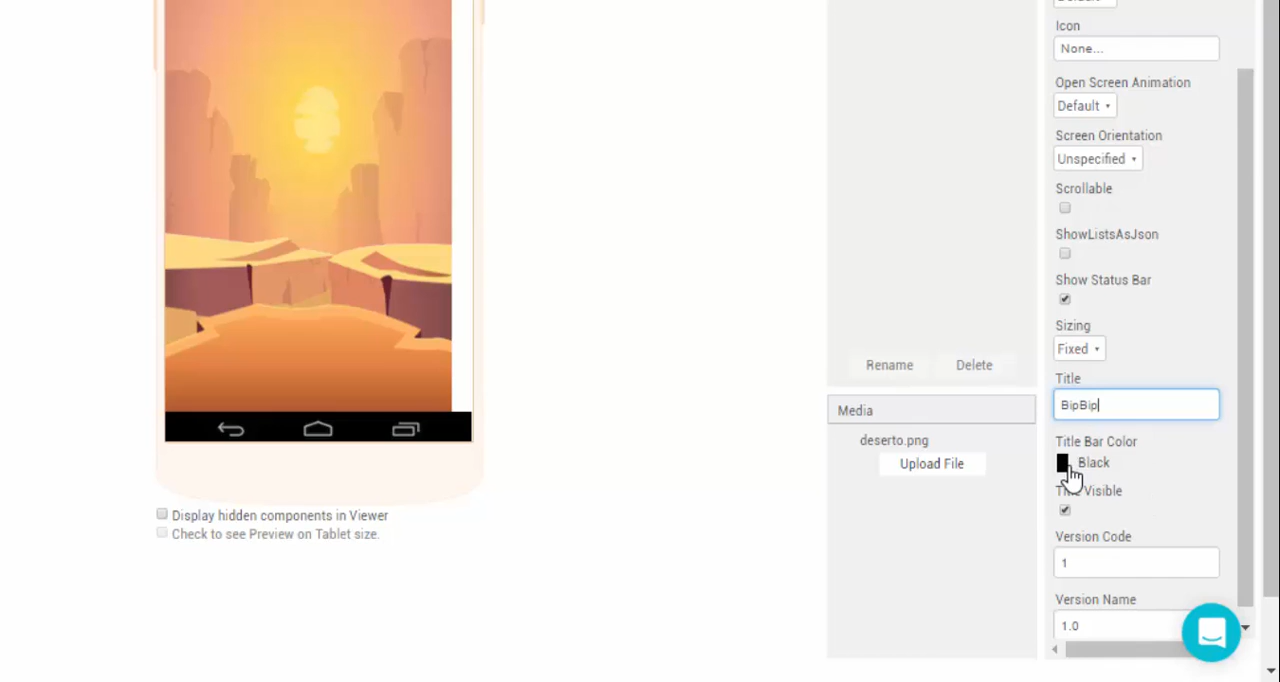 Icon
None...
Open Screen Animation
Default
Screen Orientation
Unspecified
Scrollable
ShowListsAsJson
Show Status Bar
Sizing
Fixed
Title
BipBip
Title Bar Color
Black
Visible
Version Code
1
Version Name
1.0
Rename Delete
Media
deserto.png
Upload File
Display hidden components in Viewer
Check to see Preview on Tablet size.